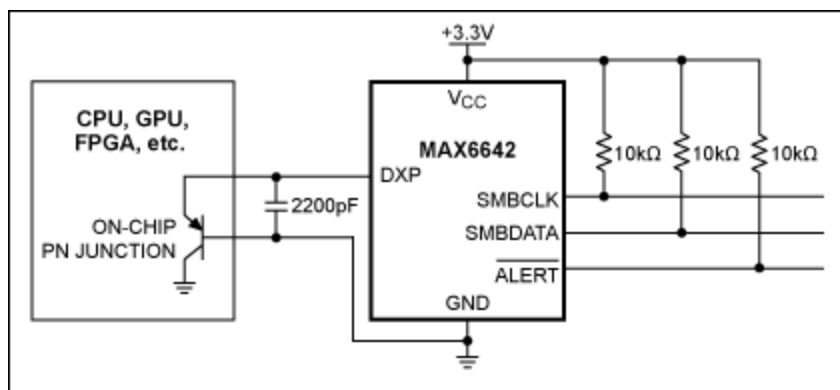 +3.3V
CPU, GPU,
FPGA, etc.
VCC
MAX6642
10kΩ
10kΩ
10kΩ
DXP
2200pF
SMBCLK
ON-CHIP
PN JUNCTION
SMBDATA
ALERT
GND